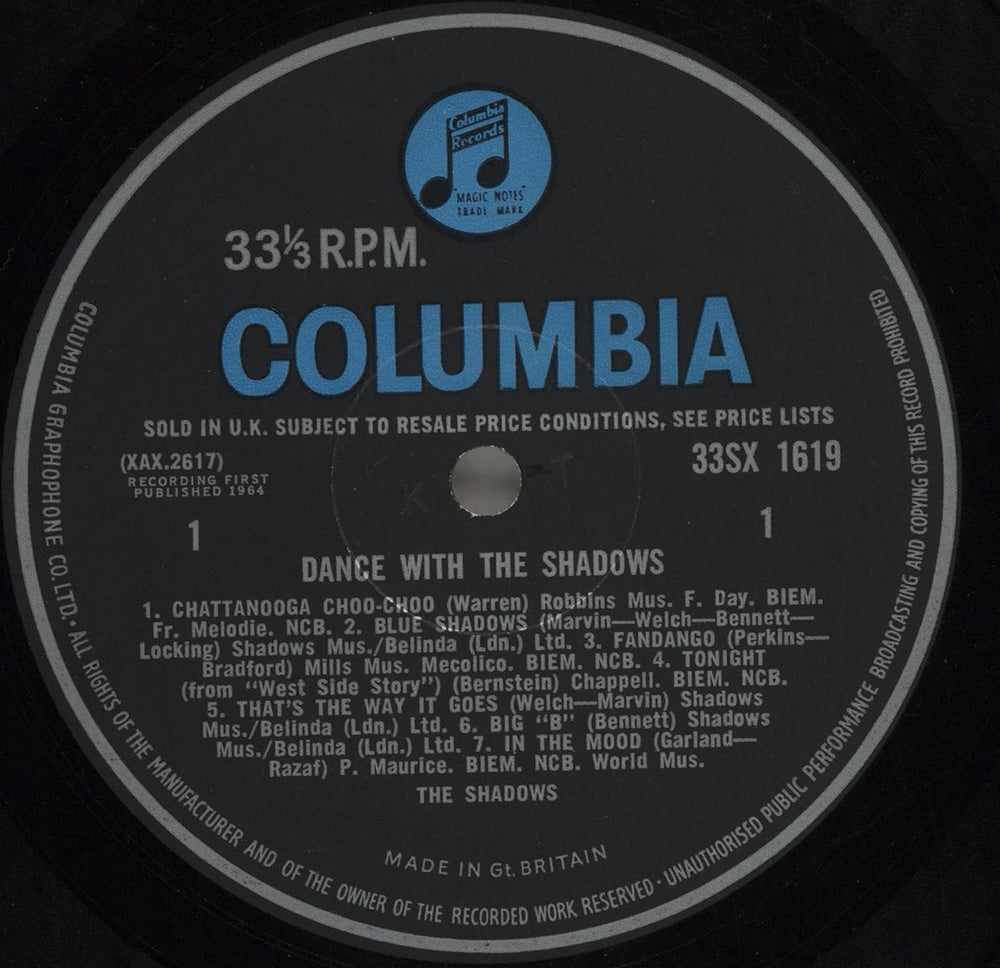 Columbia
Records
"MAGIC NOTES"
TRADE MARK
33⅓ R.P.M.
COLUMBIA
SOLD IN U.K. SUBJECT TO RESALE PRICE CONDITIONS, SEE PRICE LISTS
(XAX.2617)
RECORDING FIRST
PUBLISHED 1964
33SX 1619
1
1
DANCE WITH THE SHADOWS
1. CHATTANOOGA CHOO-CHOO (Warren) Robbins Mus. F. Day. BIEM.
Fr. Melodie. NCB. 2. BLUE SHADOWS (Marvin—Welch—Bennett—
Locking) Shadows Mus./Belinda (Ldn.) Ltd. 3. FANDANGO (Perkins—
Bradford) Mills Mus. Mecolico. BIEM. NCB. 4. TONIGHT
(from "West Side Story") (Bernstein) Chappell. BIEM. NCB.
5. THAT'S THE WAY IT GOES (Welch—Marvin) Shadows
Mus./Belinda (Ldn.) Ltd. 6. BIG "B" (Bennett) Shadows
Mus./Belinda (Ldn.) Ltd. 7. IN THE MOOD (Garland—
Razaf) P. Maurice. BIEM. NCB. World Mus.
THE SHADOWS
MADE IN Gt. BRITAIN
COLUMBIA GRAPHOPHONE CO. LTD. · ALL RIGHTS OF THE MANUFACTURER AND OF THE OWNER OF THE RECORDED WORK RESERVED · UNAUTHORISED PUBLIC PERFORMANCE BROADCASTING AND COPYING OF THIS RECORD PROHIBITED